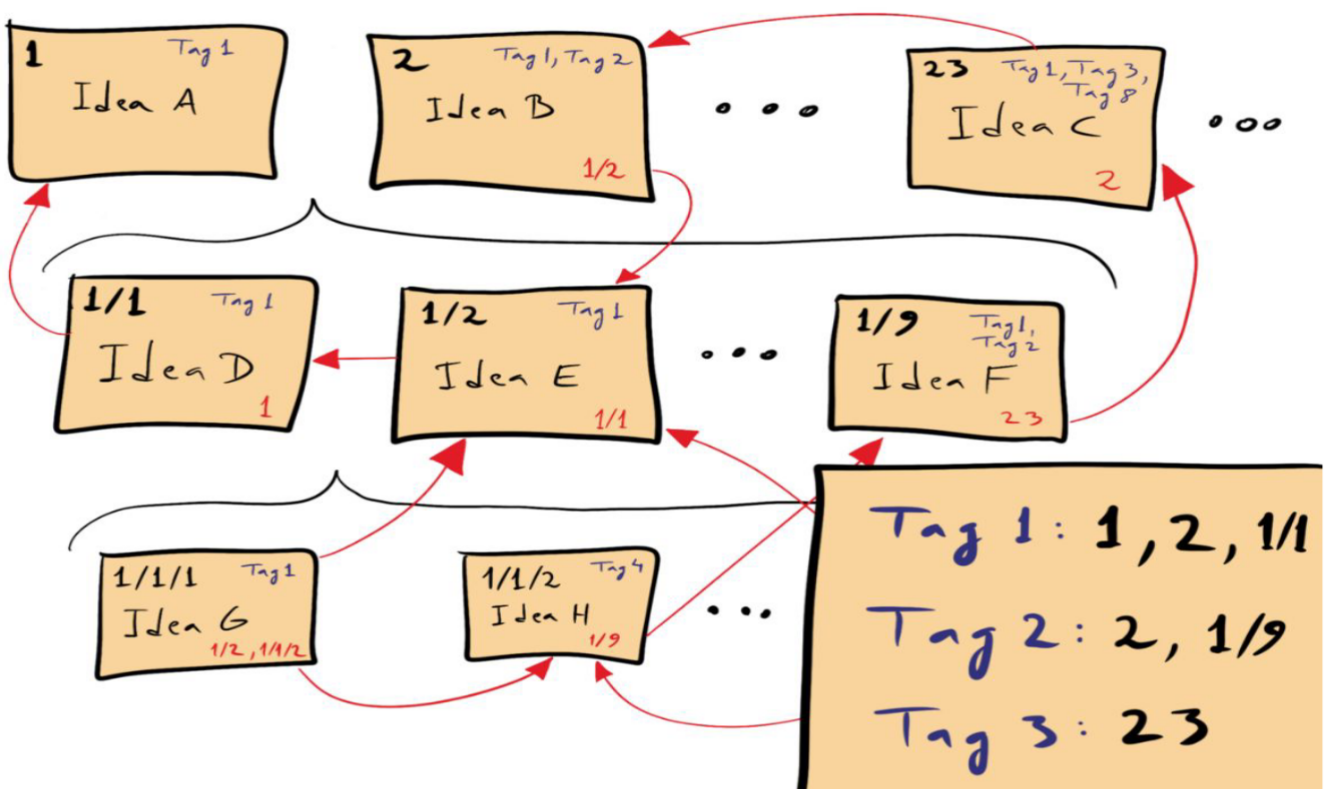 1 Tag 1
Idea A
2 Tag 1, Tag 2
Idea B
1/2
23 Tag 1, Tag 3,
Tag 8
Idea C
2
1/1 Tag 1
Idea D
1
1/2 Tag 1
Idea E
1/1
1/9 Tag 1,
Tag 2
Idea F
23
1/1/1 Tag 1
Idea G
1/2, 1/1/2
1/1/2 Tag 4
Idea H
1/9
Tag 1: 1, 2, 1/1
Tag 2: 2, 1/9
Tag 3: 23